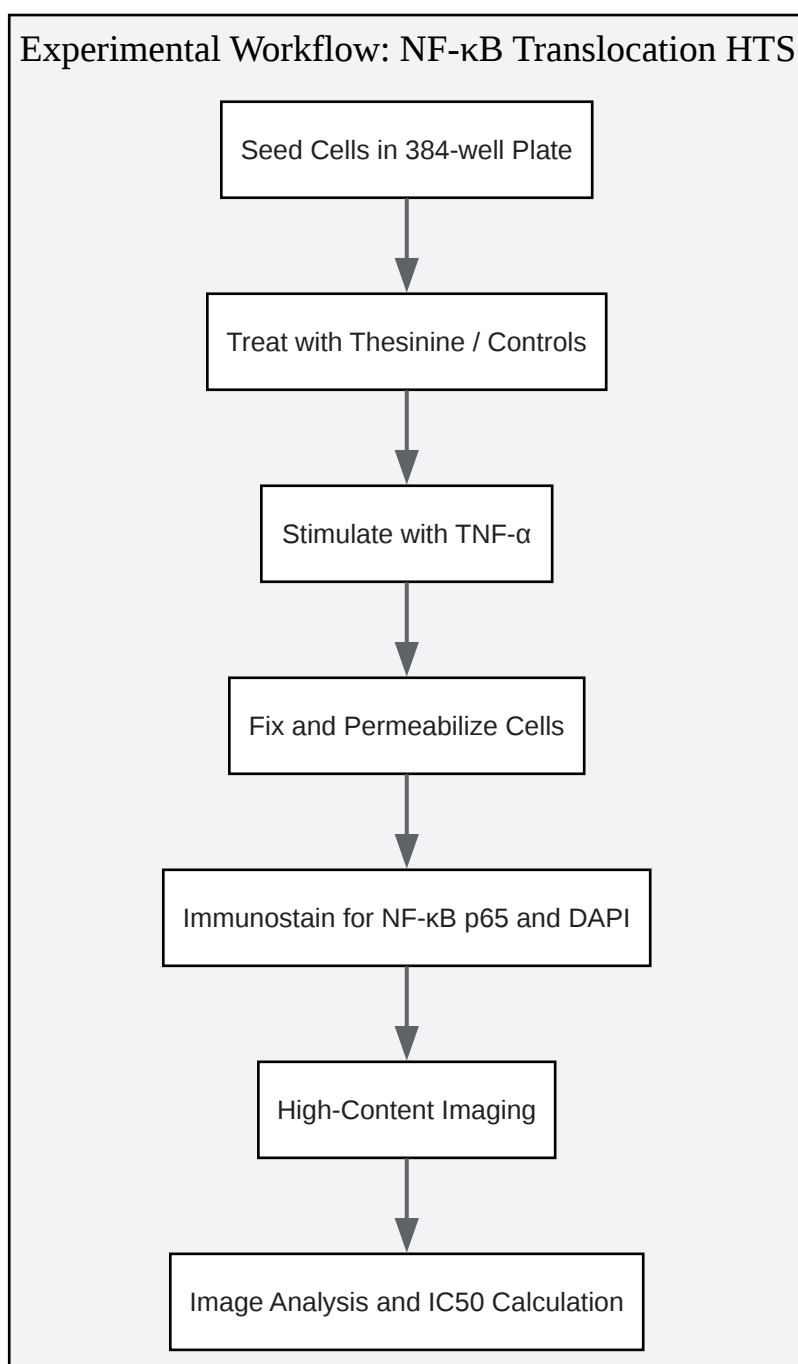 Experimental Workflow: NF-κB Translocation HTS
Seed Cells in 384-well Plate
Treat with Thesinine / Controls
Stimulate with TNF-α
Fix and Permeabilize Cells
Immunostain for NF-κB p65 and DAPI
High-Content Imaging
Image Analysis and IC50 Calculation